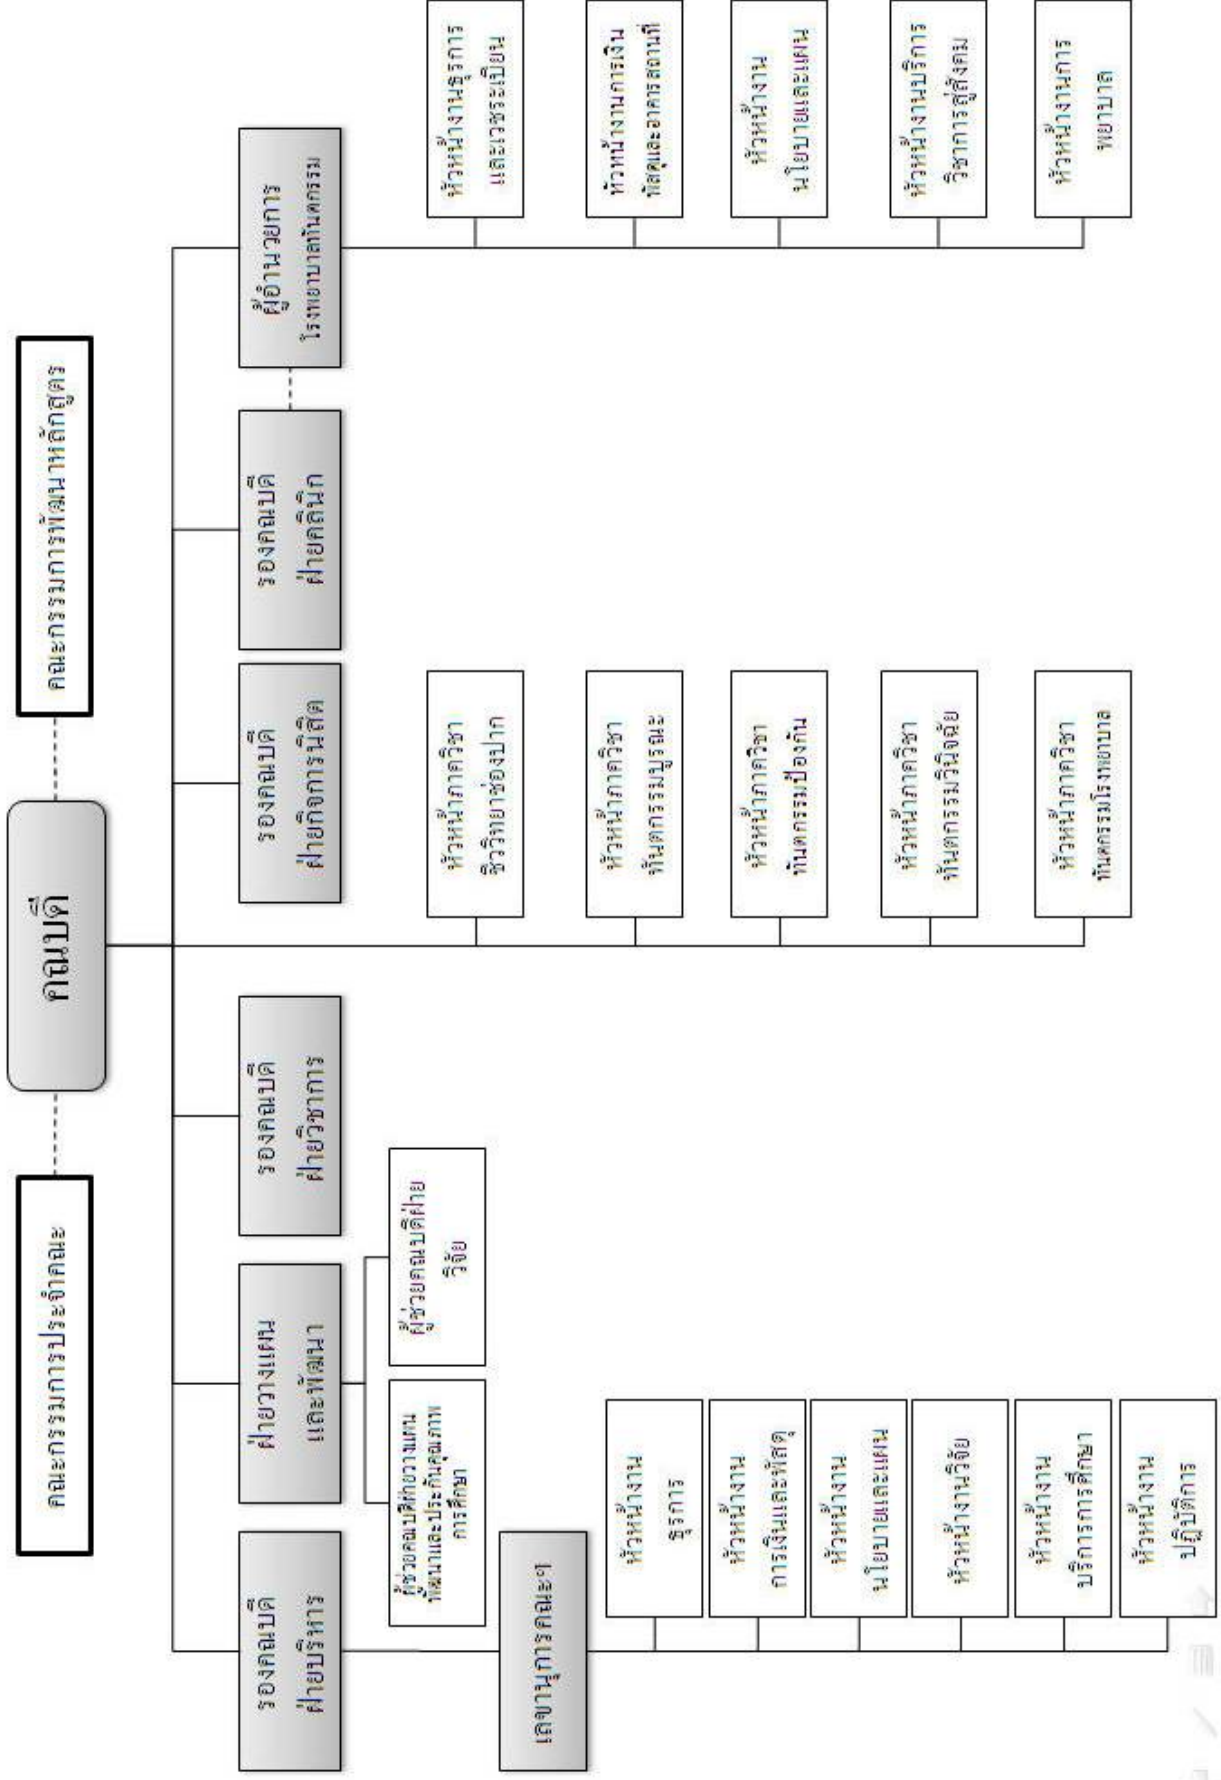 คณบดี
คณะกรรมการประจำคณะ
คณะกรรมการพัฒนาหลักสูตร
รองคณบดี
ฝ่ายบริหาร
ฝ่ายวางแผน
และพัฒนา
รองคณบดี
ฝ่ายวิชาการ
รองคณบดี
ฝ่ายกิจการนิสิต
รองคณบดี
ฝ่ายคลินิก
ผู้อำนวยการ
โรงพยาบาลทันตกรรม
ผู้ช่วยคณบดีฝ่ายวางแผน
พัฒนาและประกันคุณภาพ
การศึกษา
ผู้ช่วยคณบดีฝ่าย
วิจัย
เลขานุการคณะฯ
หัวหน้างาน
ธุรการ
หัวหน้างาน
การเงินและพัสดุ
หัวหน้างาน
นโยบายและแผน
หัวหน้างานวิจัย
หัวหน้างาน
บริการการศึกษา
หัวหน้างาน
ปฏิบัติการ
หัวหน้าภาควิชา
ชีววิทยาช่องปาก
หัวหน้าภาควิชา
ทันตกรรมบูรณะ
หัวหน้าภาควิชา
ทันตกรรมป้องกัน
หัวหน้าภาควิชา
ทันตกรรมวินิจฉัย
หัวหน้าภาควิชา
ทันตกรรมโรงพยาบาล
หัวหน้างานธุรการ
และเวชระเบียน
หัวหน้างานการเงิน
พัสดุและอาคารสถานที่
หัวหน้างาน
นโยบายและแผน
หัวหน้างานบริการ
วิชาการสู่สังคม
หัวหน้างานการ
พยาบาล